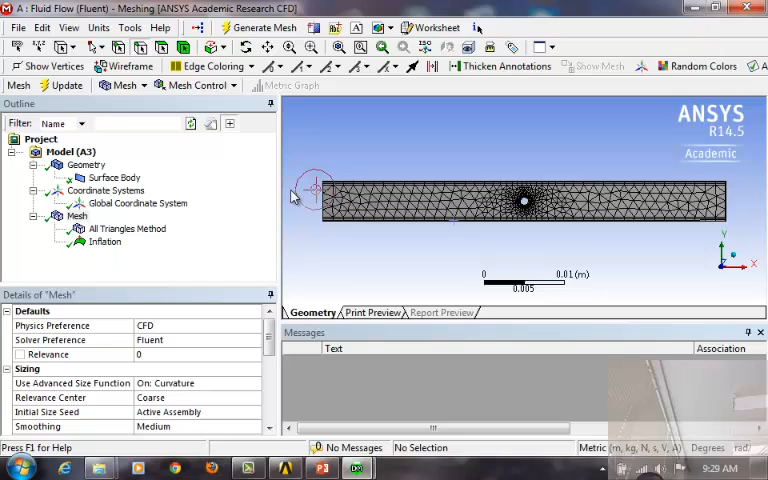 A : Fluid Flow (Fluent) - Meshing [ANSYS Academic Research CFD]
File Edit View Units Tools Help Generate Mesh Worksheet
Show Vertices Wireframe Edge Coloring Thicken Annotations Show Mesh Random Colors
Mesh Update Mesh Mesh Control Metric Graph
Outline
Filter: Name
Project
Model (A3)
Geometry
Surface Body
Coordinate Systems
Global Coordinate System
Mesh
All Triangles Method
Inflation
Details of "Mesh"
Defaults
Physics Preference CFD
Solver Preference Fluent
Relevance 0
Sizing
Use Advanced Size Function On: Curvature
Relevance Center Coarse
Initial Size Seed Active Assembly
Smoothing Medium
ANSYS
R14.5
Academic
Y
X
0 0.01 (m)
0.005
Geometry Print Preview Report Preview
Messages
Text Association
Press F1 for Help No Messages No Selection Metric (m, kg, N, s, V, A) Degrees rad/
9:29 AM